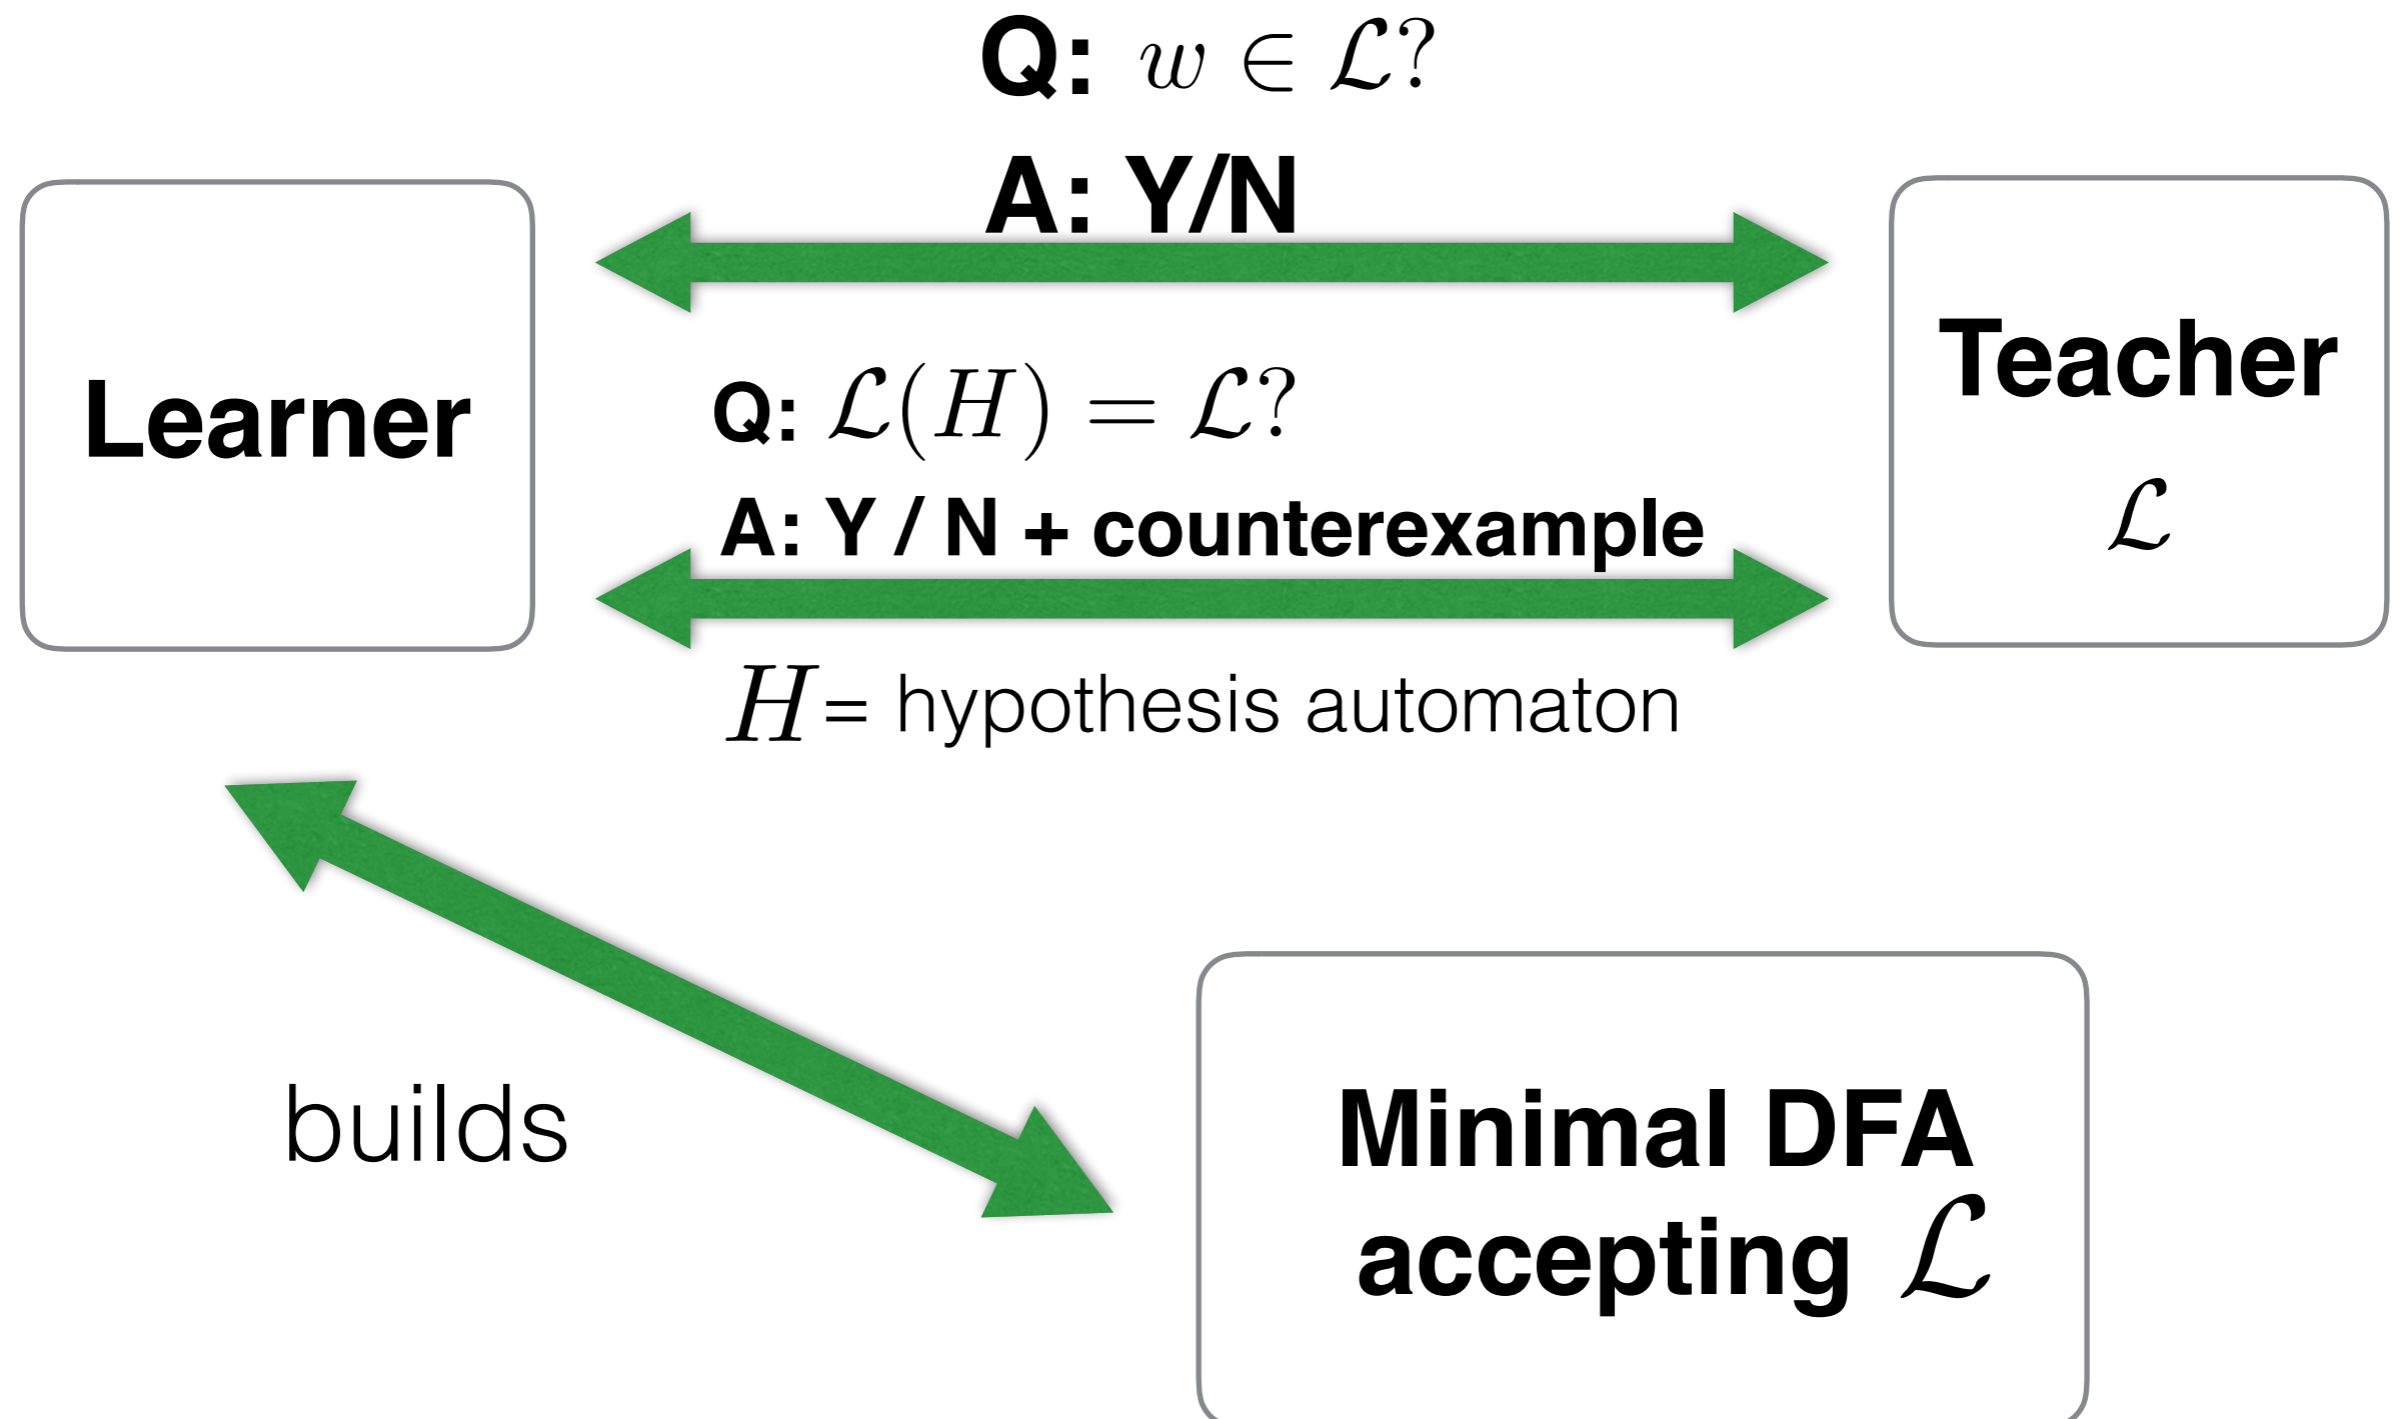 Q: w ∈ ℒ?
A: Y/N
Learner
Teacher
ℒ
Q: ℒ(H) = ℒ?
A: Y / N + counterexample
H = hypothesis automaton
builds
Minimal DFA
accepting ℒ